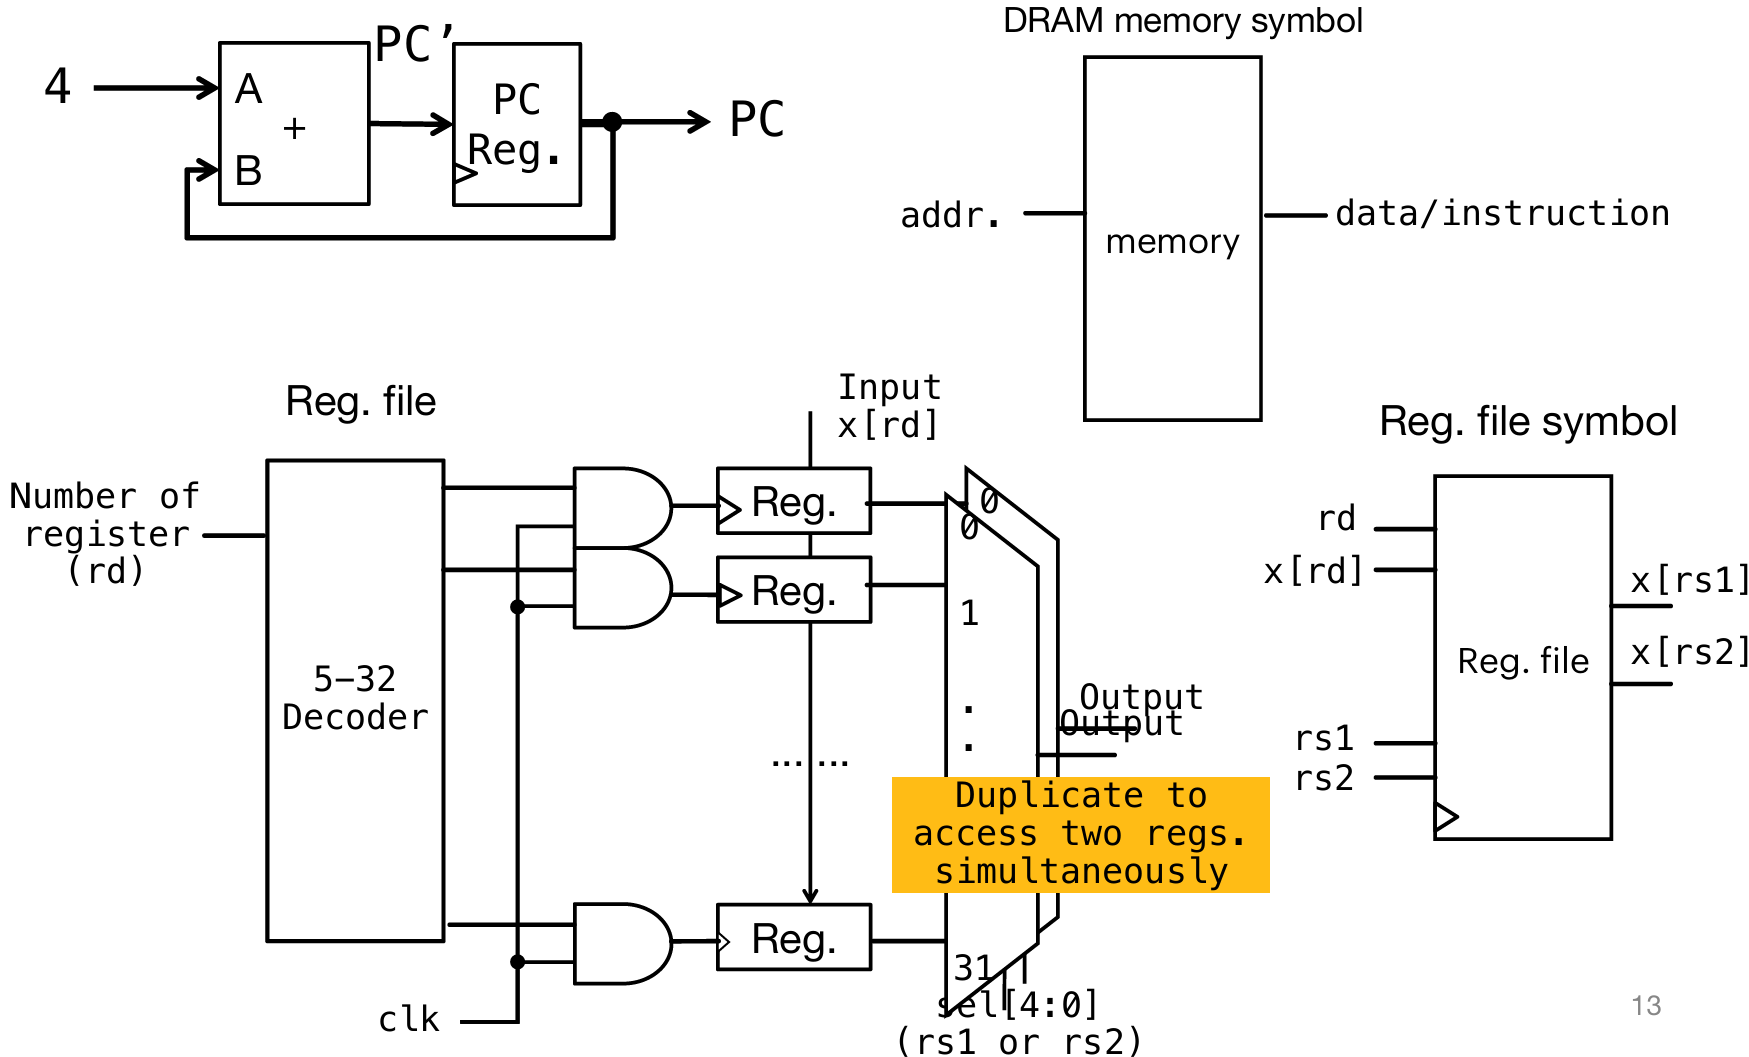 4
A
+
B
PC’
PC
Reg.
PC
DRAM memory symbol
addr.
memory
data/instruction
Reg. file
Number of
register
(rd)
5-32
Decoder
clk
Input
x[rd]
Reg.
Reg.
... ...
Reg.
0
0
1
.
.
31
Output
Output
Duplicate to
access two regs.
simultaneously
sel[4:0]
(rs1 or rs2)
Reg. file symbol
rd
x[rd]
rs1
rs2
Reg. file
x[rs1]
x[rs2]
13